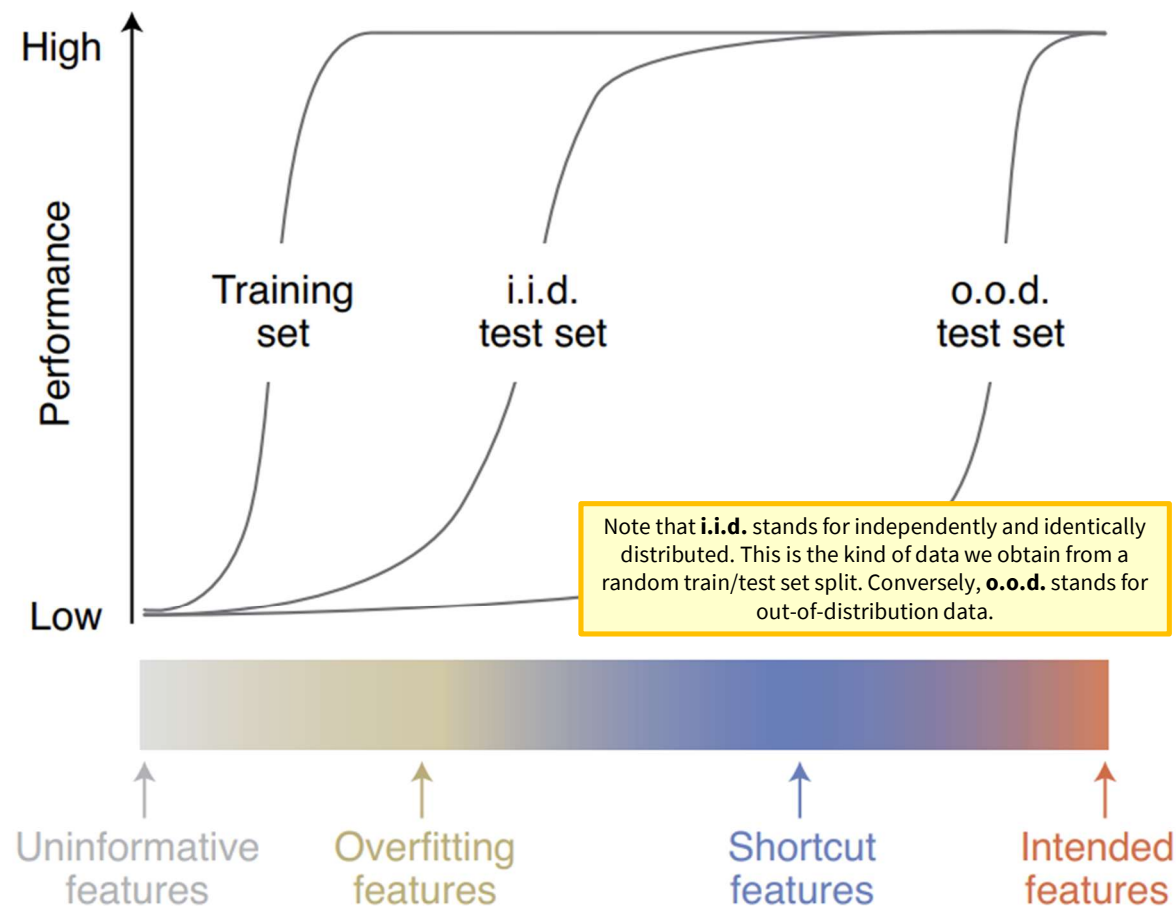 High
Performance
Training
set
i.i.d.
test set
o.o.d.
test set
Note that i.i.d. stands for independently and identically
distributed. This is the kind of data we obtain from a
random train/test set split. Conversely, o.o.d. stands for
out-of-distribution data.
Low
Uninformative
features
Overfitting
features
Shortcut
features
Intended
features